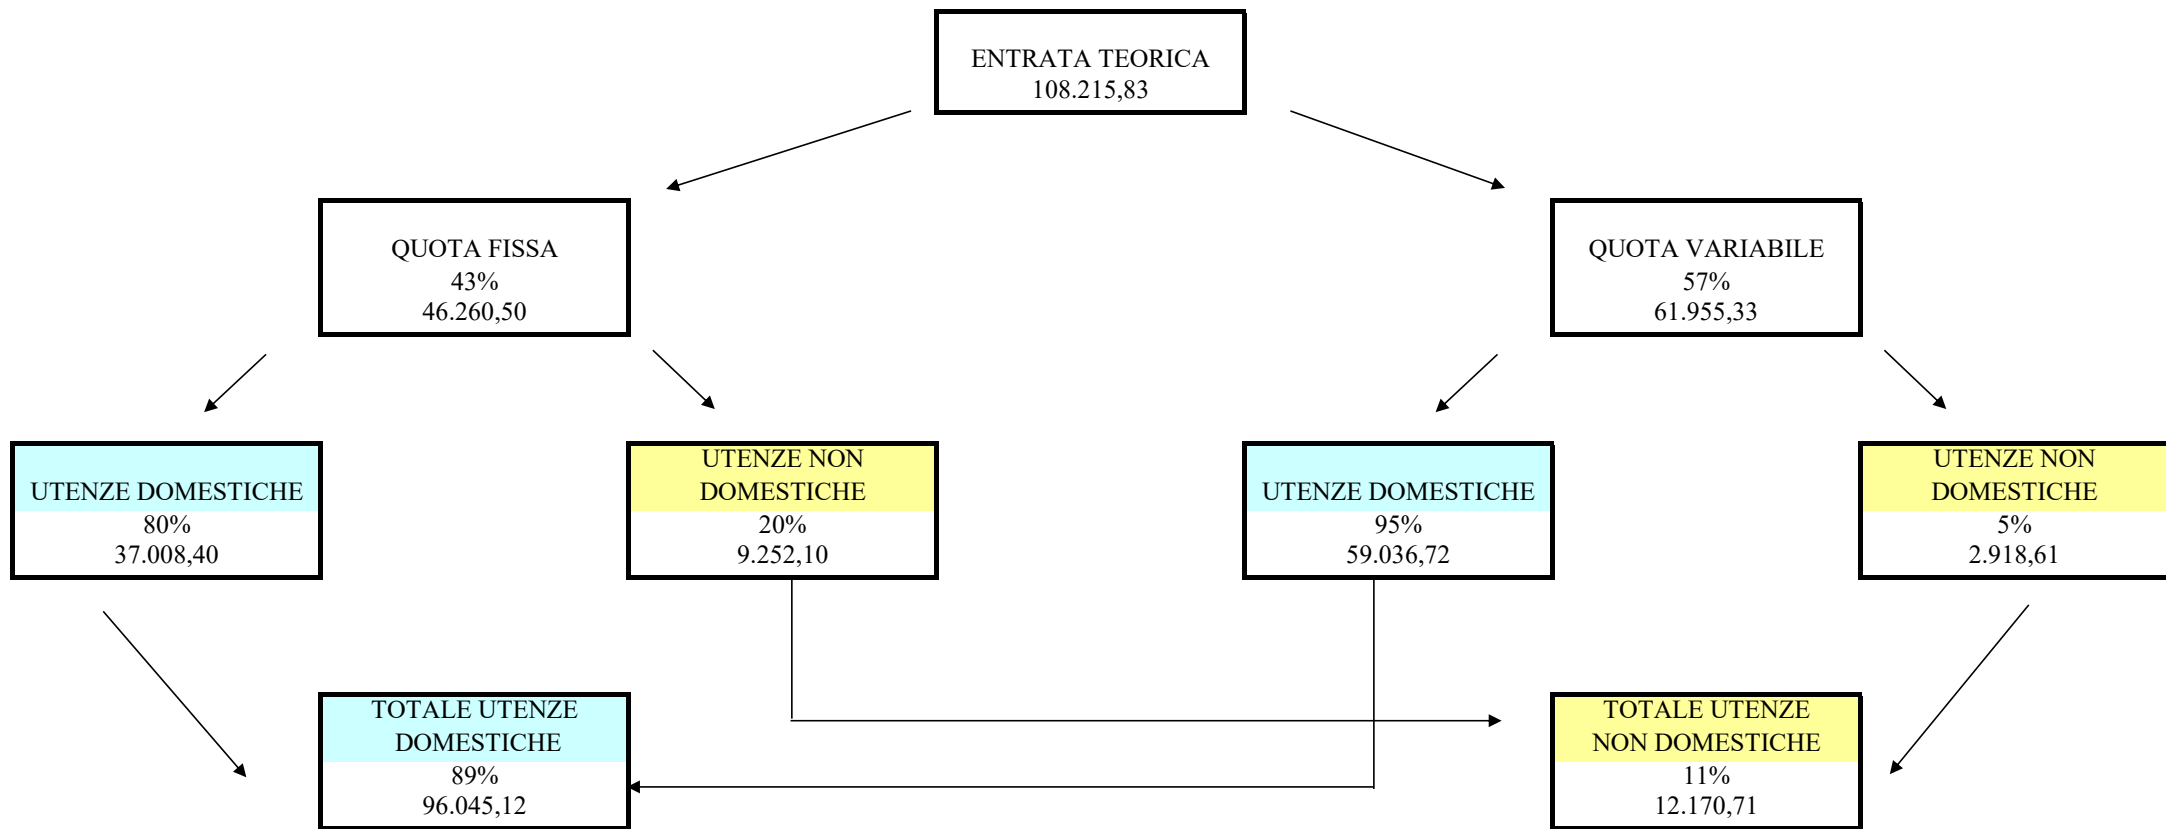 ENTRATA TEORICA
108.215,83
QUOTA FISSA
43%
46.260,50
QUOTA VARIABILE
57%
61.955,33
UTENZE DOMESTICHE
80%
37.008,40
UTENZE NON
DOMESTICHE
20%
9.252,10
UTENZE DOMESTICHE
95%
59.036,72
UTENZE NON
DOMESTICHE
5%
2.918,61
TOTALE UTENZE
DOMESTICHE
89%
96.045,12
TOTALE UTENZE
NON DOMESTICHE
11%
12.170,71